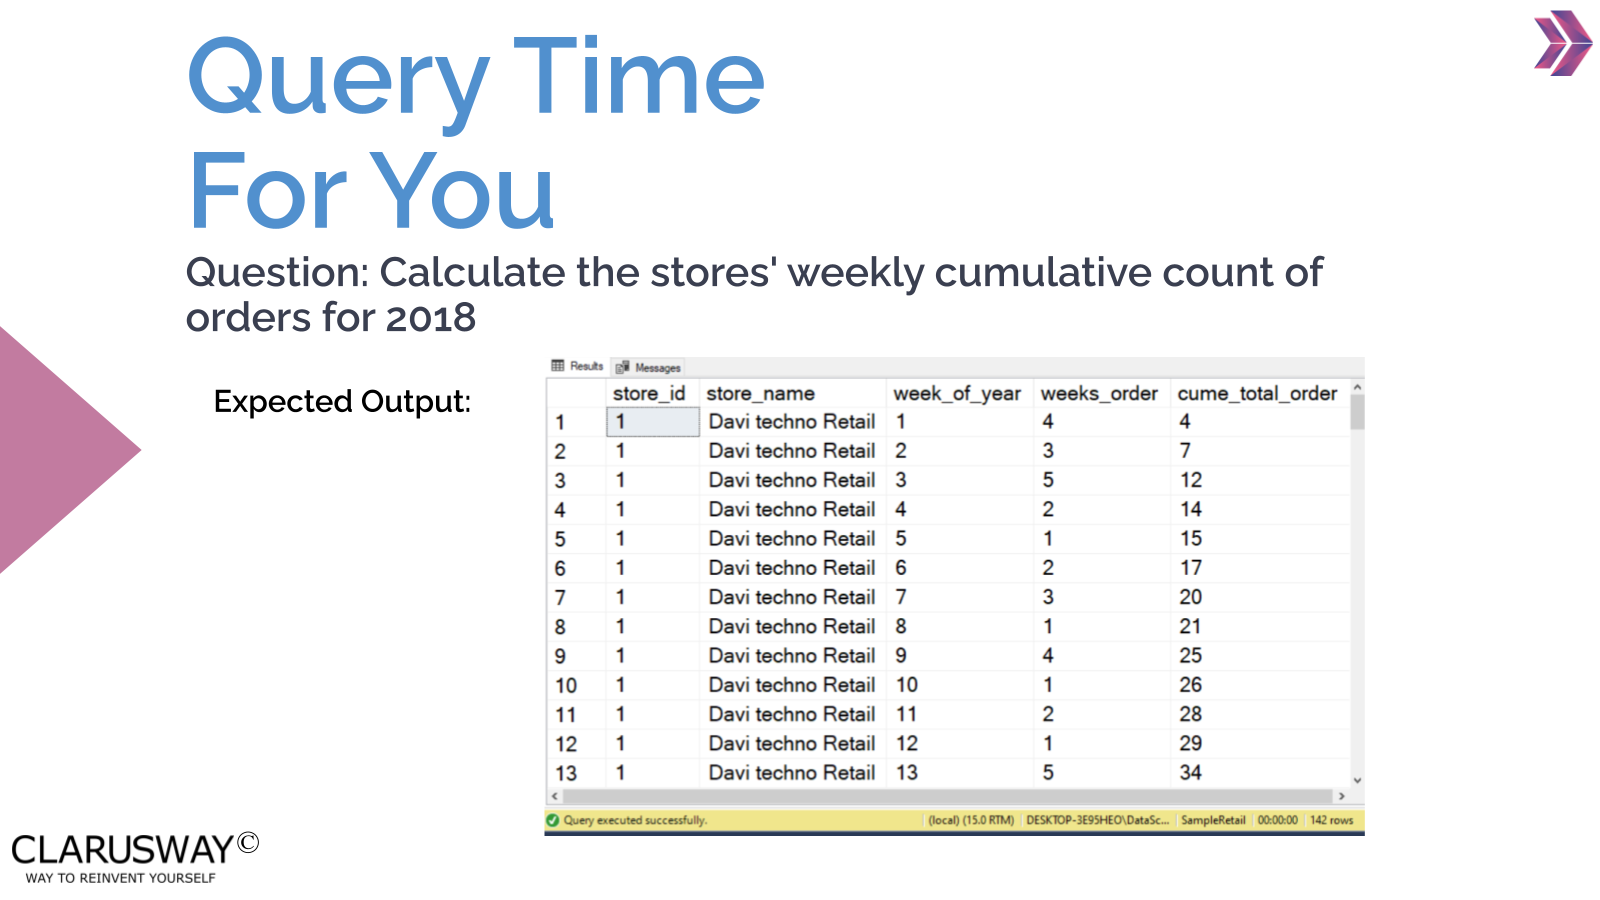 Query Time
For You
Question: Calculate the stores' weekly cumulative count of
orders for 2018
Expected Output:
Results Messages
store_id store_name week_of_year weeks_order cume_total_order
1 1 Davi techno Retail 1 4 4
2 1 Davi techno Retail 2 3 7
3 1 Davi techno Retail 3 5 12
4 1 Davi techno Retail 4 2 14
5 1 Davi techno Retail 5 1 15
6 1 Davi techno Retail 6 2 17
7 1 Davi techno Retail 7 3 20
8 1 Davi techno Retail 8 1 21
9 1 Davi techno Retail 9 4 25
10 1 Davi techno Retail 10 1 26
11 1 Davi techno Retail 11 2 28
12 1 Davi techno Retail 12 1 29
13 1 Davi techno Retail 13 5 34
Query executed successfully. (local) (15.0 RTM) DESKTOP-3E95HEO\DataSc... SampleRetail 00:00:00 142 rows
CLARUSWAY©
WAY TO REINVENT YOURSELF